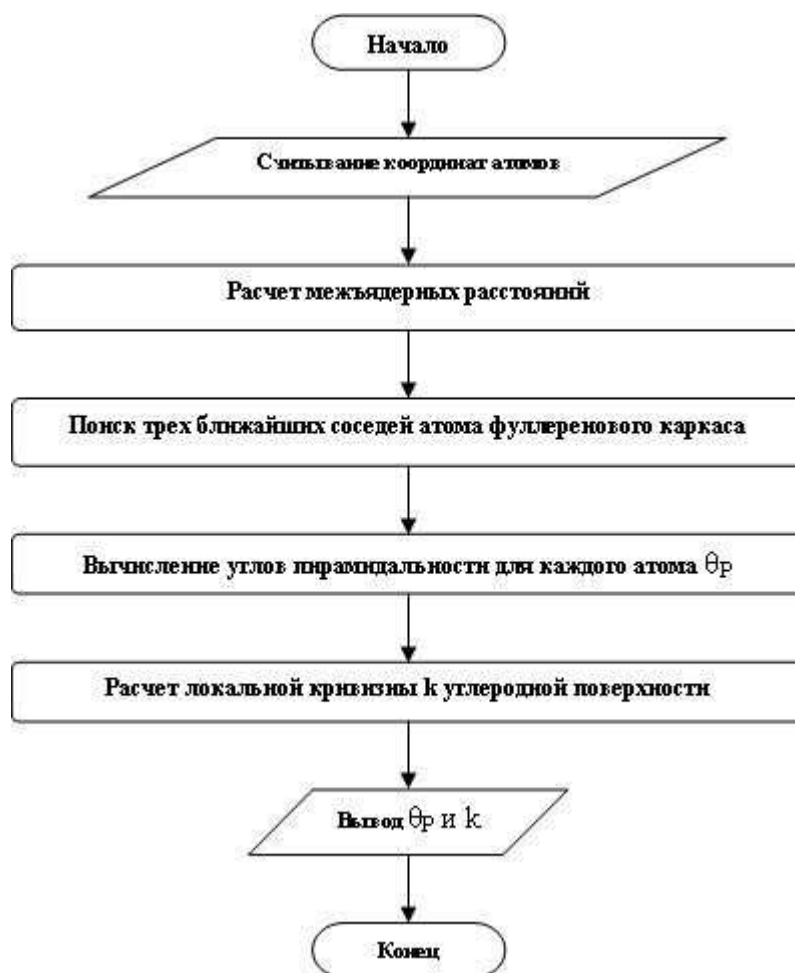 Начало
Считывание координат атомов
Расчет межъядерных расстояний
Поиск трех ближайших соседей атома фуллеренового каркаса
Вычисление углов пирамидальности для каждого атома θp
Расчет локальной кривизны k углеродной поверхности
Вывод θp и k
Конец